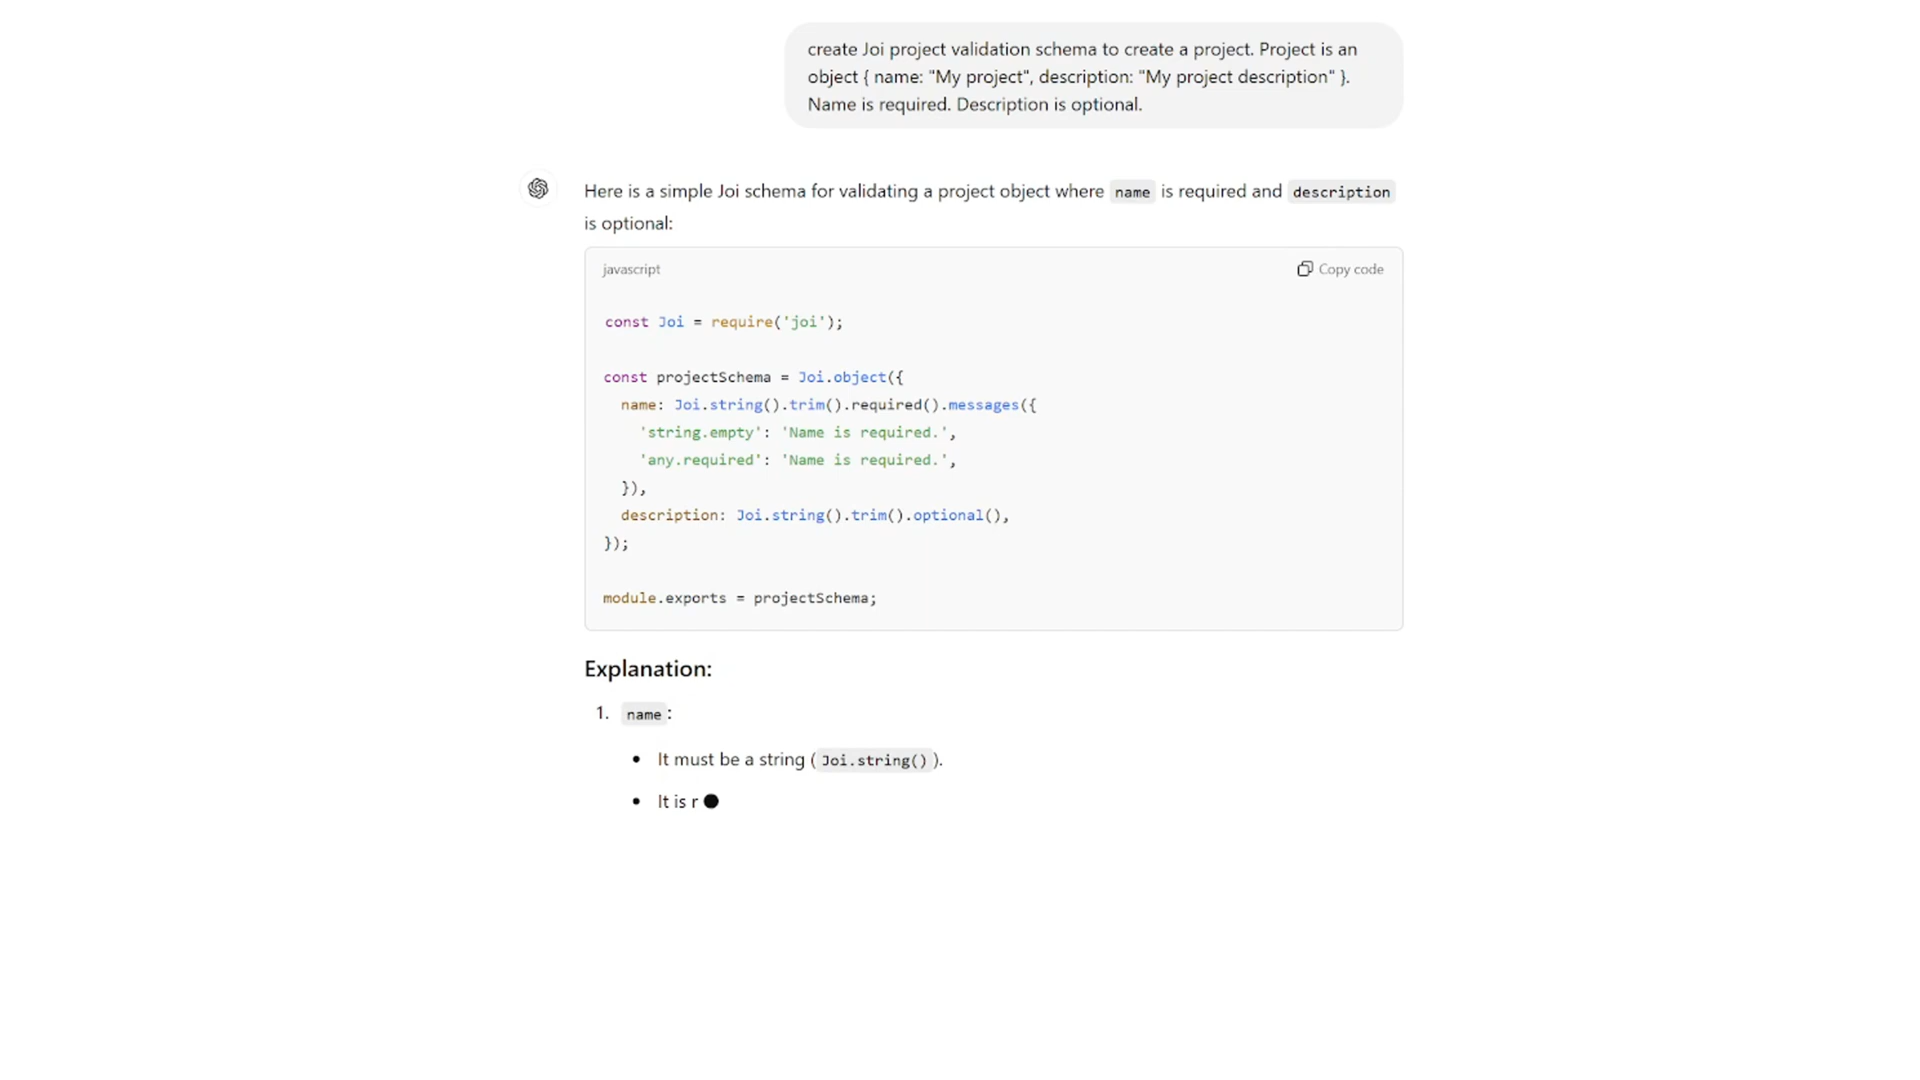 create Joi project validation schema to create a project. Project is an
object { name: "My project", description: "My project description" }.
Name is required. Description is optional.
Here is a simple Joi schema for validating a project object where name is required and description
is optional:
javascript
Copy code
const Joi = require('joi');
const projectSchema = Joi.object({
  name: Joi.string().trim().required().messages({
    'string.empty': 'Name is required.',
    'any.required': 'Name is required.',
  }),
  description: Joi.string().trim().optional(),
});
module.exports = projectSchema;
Explanation:
1. name:
• It must be a string (Joi.string()).
• It is r